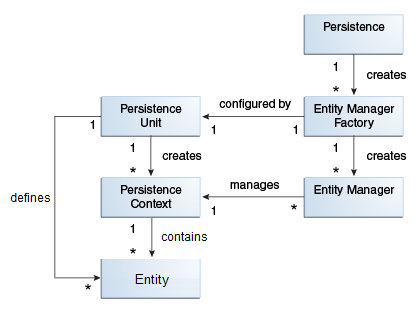 Persistence
1
creates
*
Persistence
Unit
configured by
Entity Manager
Factory
1
1
1
1
1
creates
*
creates
*
defines
Persistence
Context
manages
Entity Manager
1
*
1
contains
*
Entity
*